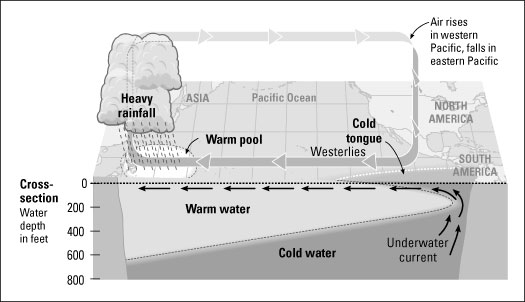 Air rises
in western
Pacific, falls in
eastern Pacific
Heavy
rainfall
ASIA
Pacific Ocean
NORTH
AMERICA
Warm pool
Cold
tongue
Westerlies
SOUTH
AMERICA
Cross-
section
Water
depth
in feet
0
200
400
600
800
Warm water
Cold water
Underwater
current